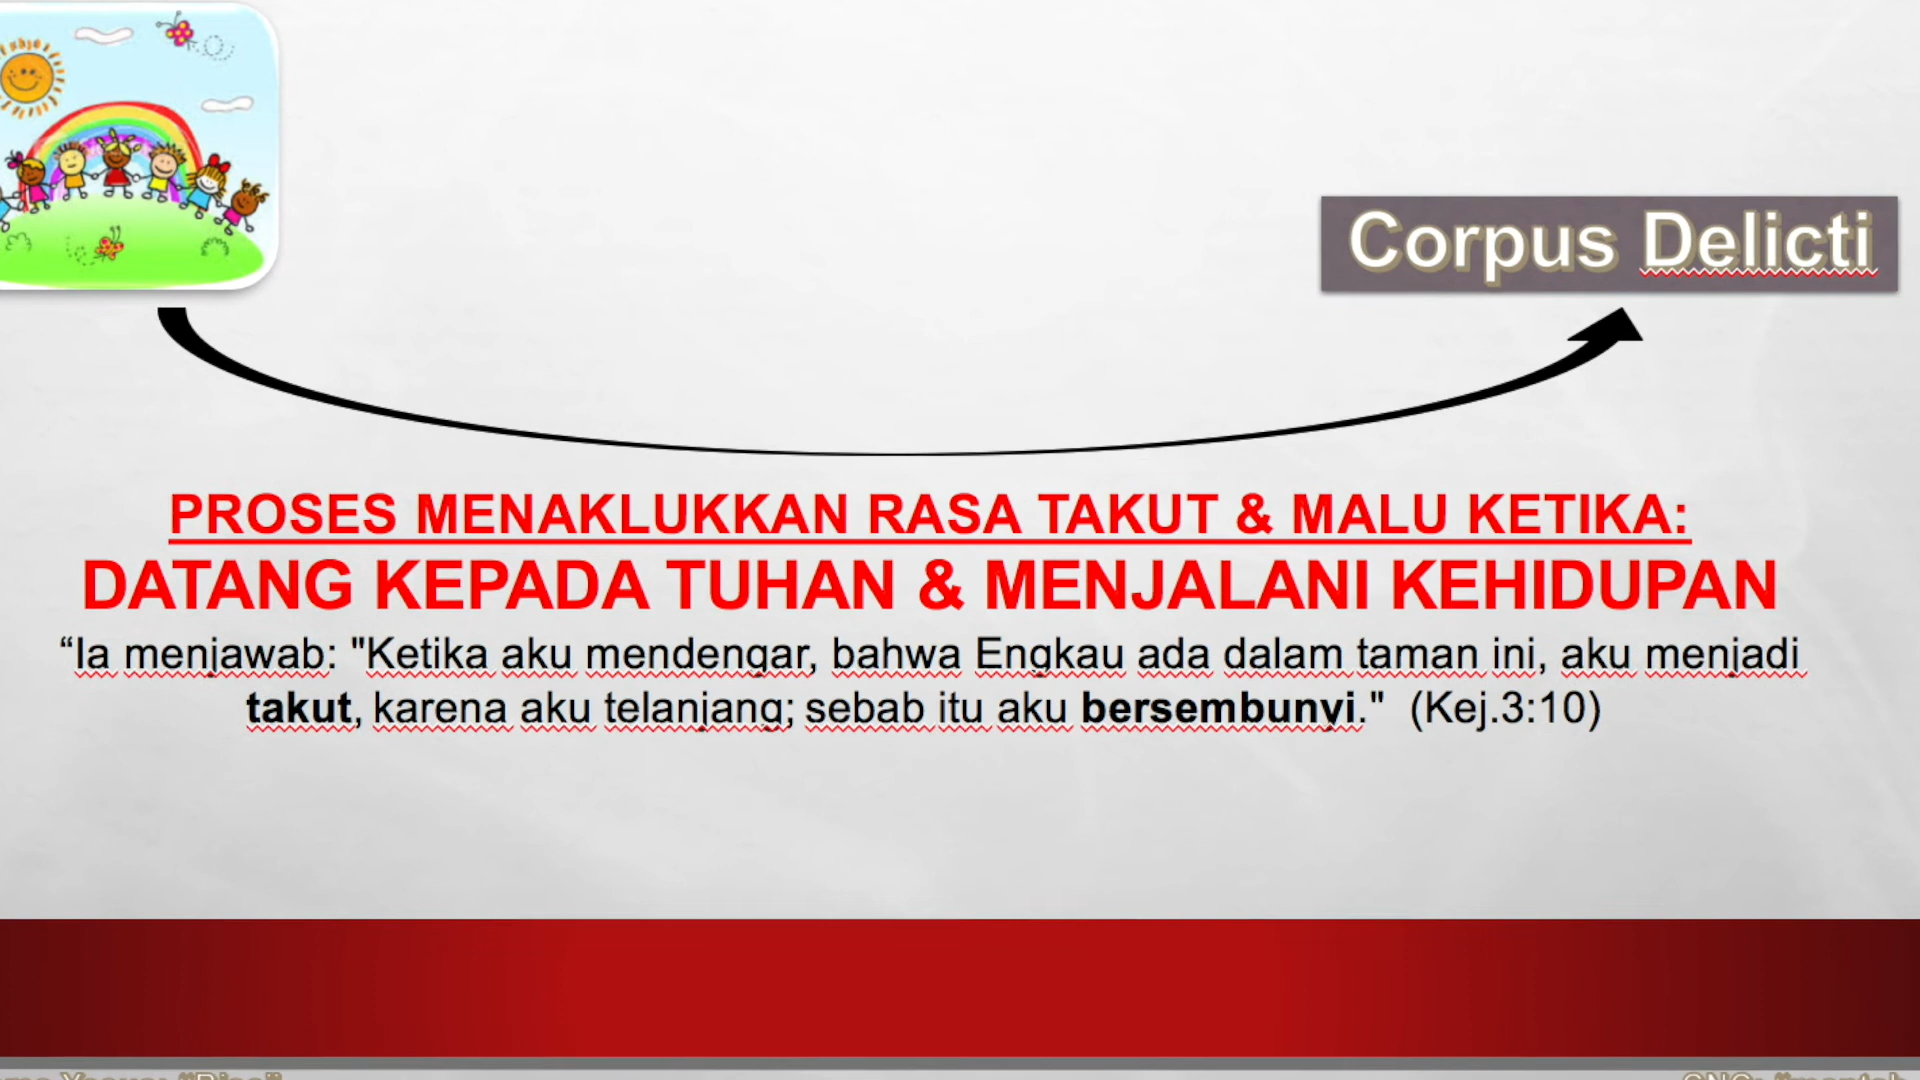 Corpus Delicti
PROSES MENAKLUKKAN RASA TAKUT & MALU KETIKA:
DATANG KEPADA TUHAN & MENJALANI KEHIDUPAN
“Ia menjawab: "Ketika aku mendengar, bahwa Engkau ada dalam taman ini, aku menjadi
takut, karena aku telanjang; sebab itu aku bersembunyi." (Kej.3:10)